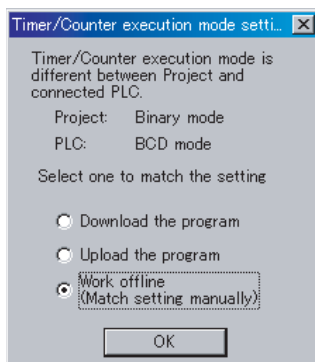 Timer/Counter execution mode setti...
Timer/Counter execution mode is
different between Project and
connected PLC.
Project: Binary mode
PLC: BCD mode
Select one to match the setting
Download the program
Upload the program
Work offline
(Match setting manually)
OK